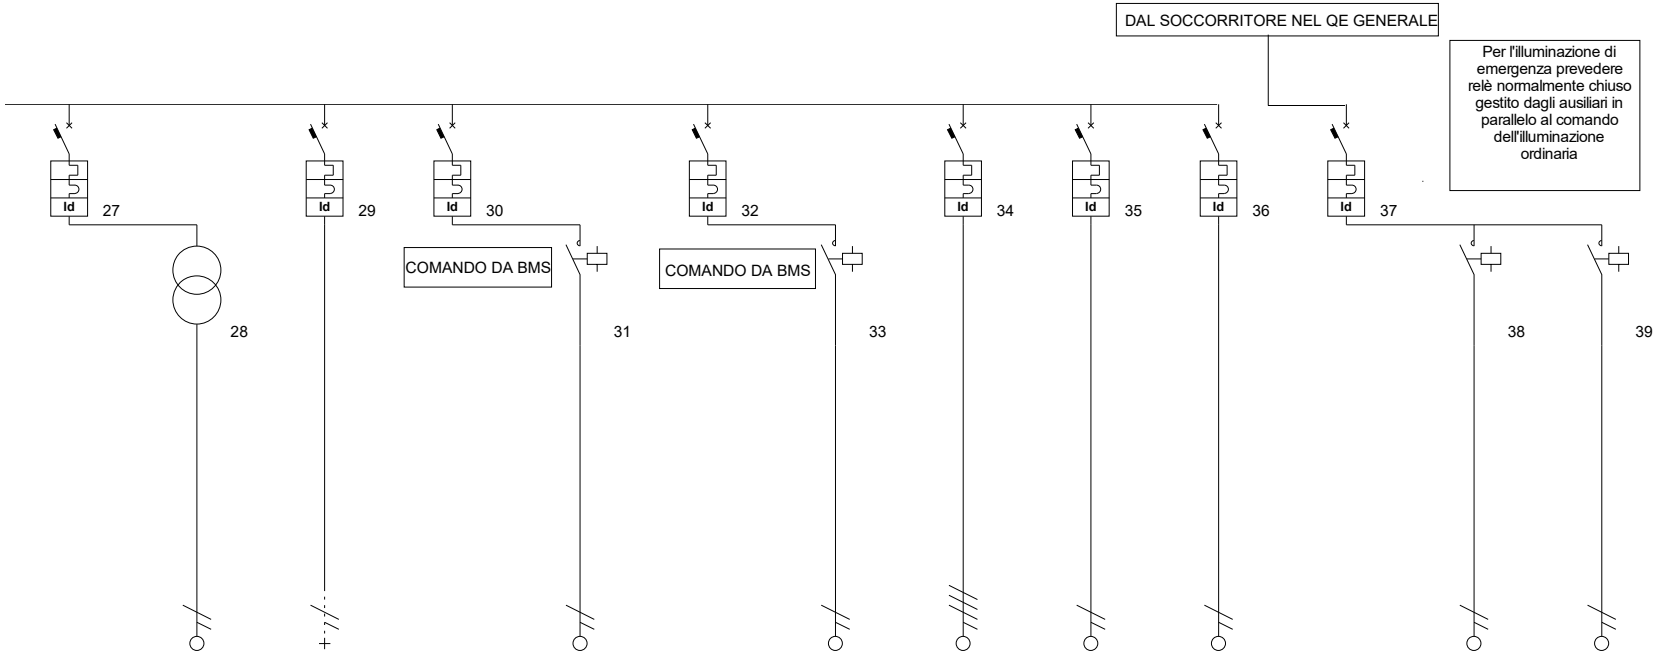 DAL SOCCORRITORE NEL QE GENERALE
Per l'illuminazione di
emergenza prevedere
relè normalmente chiuso
gestito dagli ausiliari in
parallelo al comando
dell'illuminazione
ordinaria
Id 27
Id 29
Id 30
Id 32
Id 34
Id 35
Id 36
Id 37
COMANDO DA BMS
COMANDO DA BMS
28
31
33
38
39